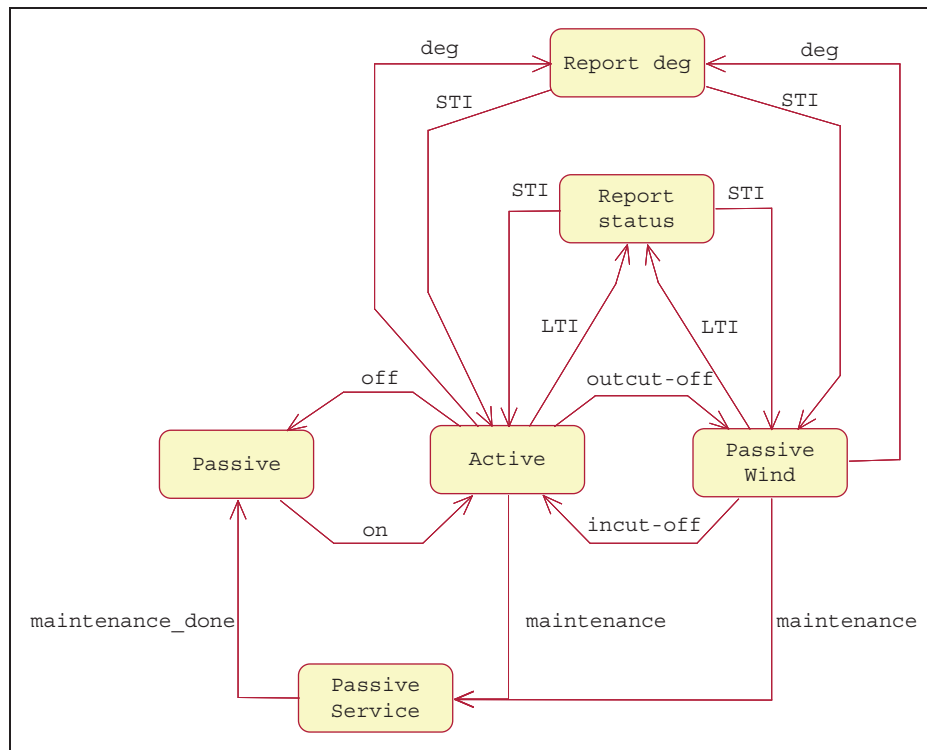 deg
deg
Report deg
STI
STI
STI
Report
status
STI
LTI
LTI
off
outcut-off
Passive
Active
Passive
Wind
on
incut-off
maintenance_done
maintenance
maintenance
Passive
Service